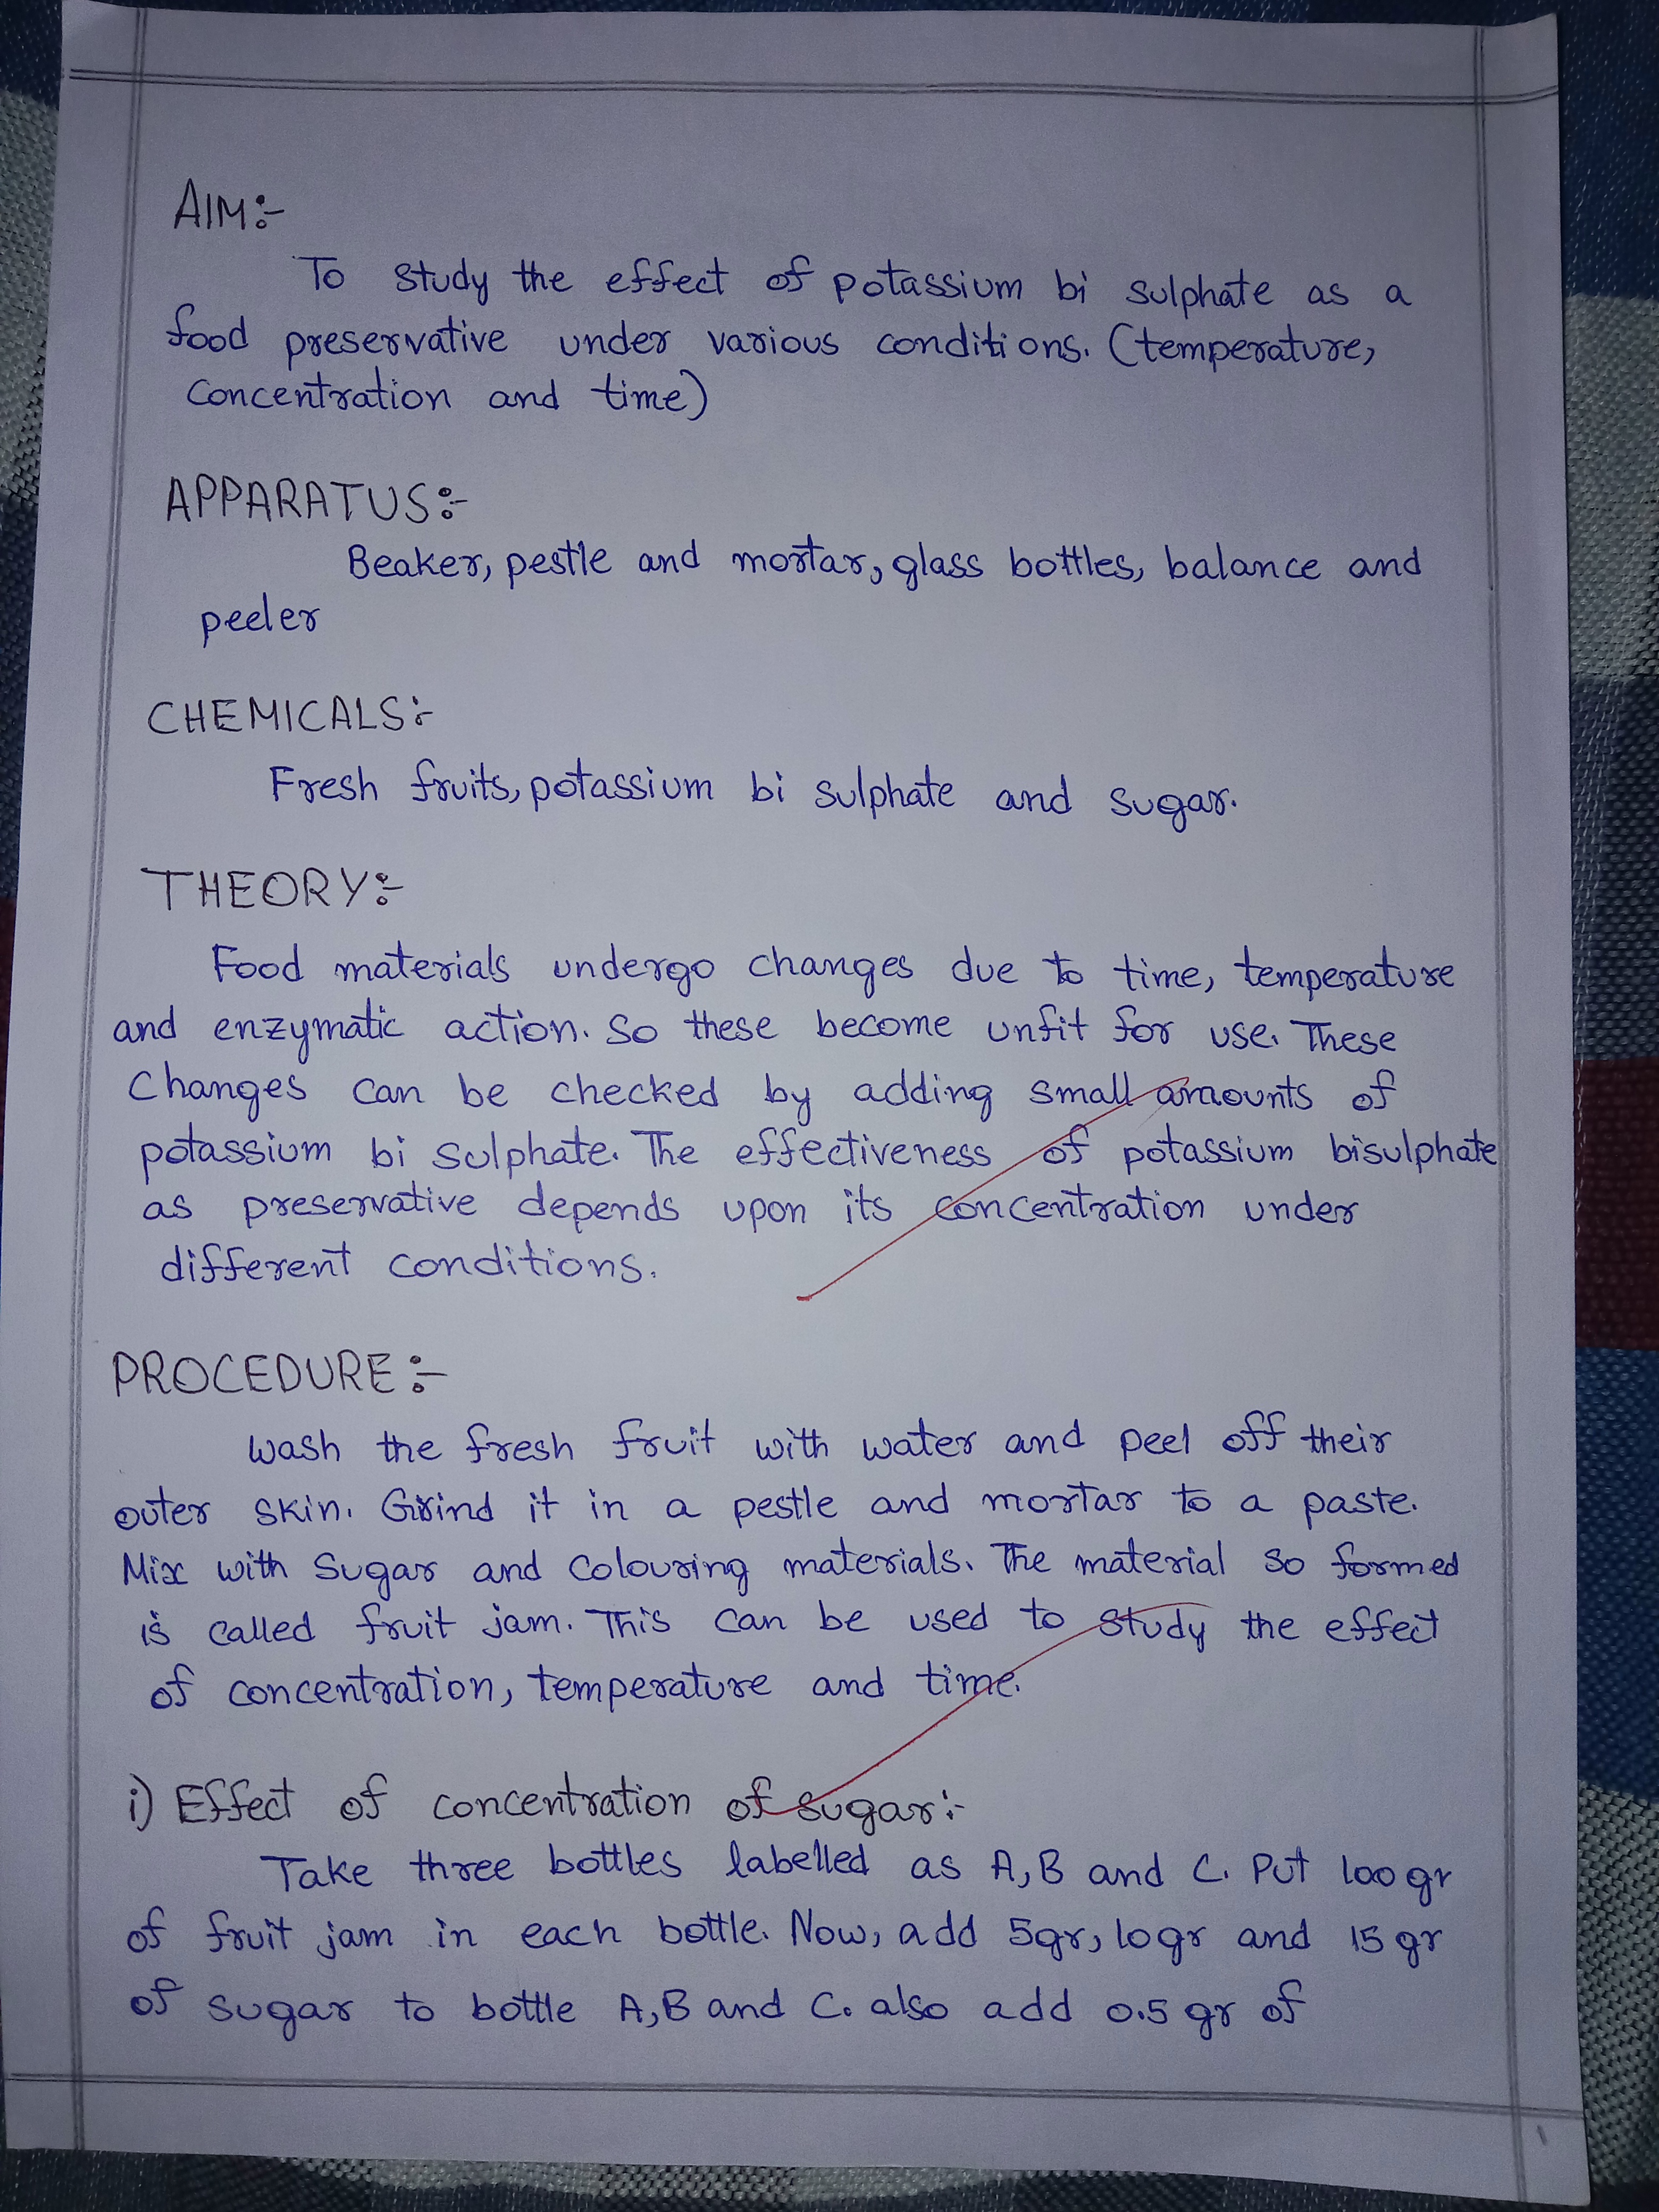 AIM:-
To study the effect of potassium bi sulphate as a
food preservative under various conditions. (temperature,
concentration and time)
APPARATUS:-
Beaker, pestle and mortar, glass bottles, balance and
peeler
CHEMICALS:-
Fresh fruits, potassium bi sulphate and sugar.
THEORY:-
Food materials undergo changes due to time, temperature
and enzymatic action. So these become unfit for use. These
changes can be checked by adding small amounts of
potassium bi sulphate. The effectiveness of potassium bisulphate
as preservative depends upon its concentration under
different conditions.
PROCEDURE:-
Wash the fresh fruit with water and peel off their
outer skin. Grind it in a pestle and mortar to a paste.
Mix with sugar and colouring materials. The material so formed
is called fruit jam. This can be used to study the effect
of concentration, temperature and time.
i) Effect of concentration of sugar:-
Take three bottles labelled as A, B and C. Put 100 gr
of fruit jam in each bottle. Now, add 5gr, 10gr and 15 gr
of sugar to bottle A, B and C. also add 0.5 gr of